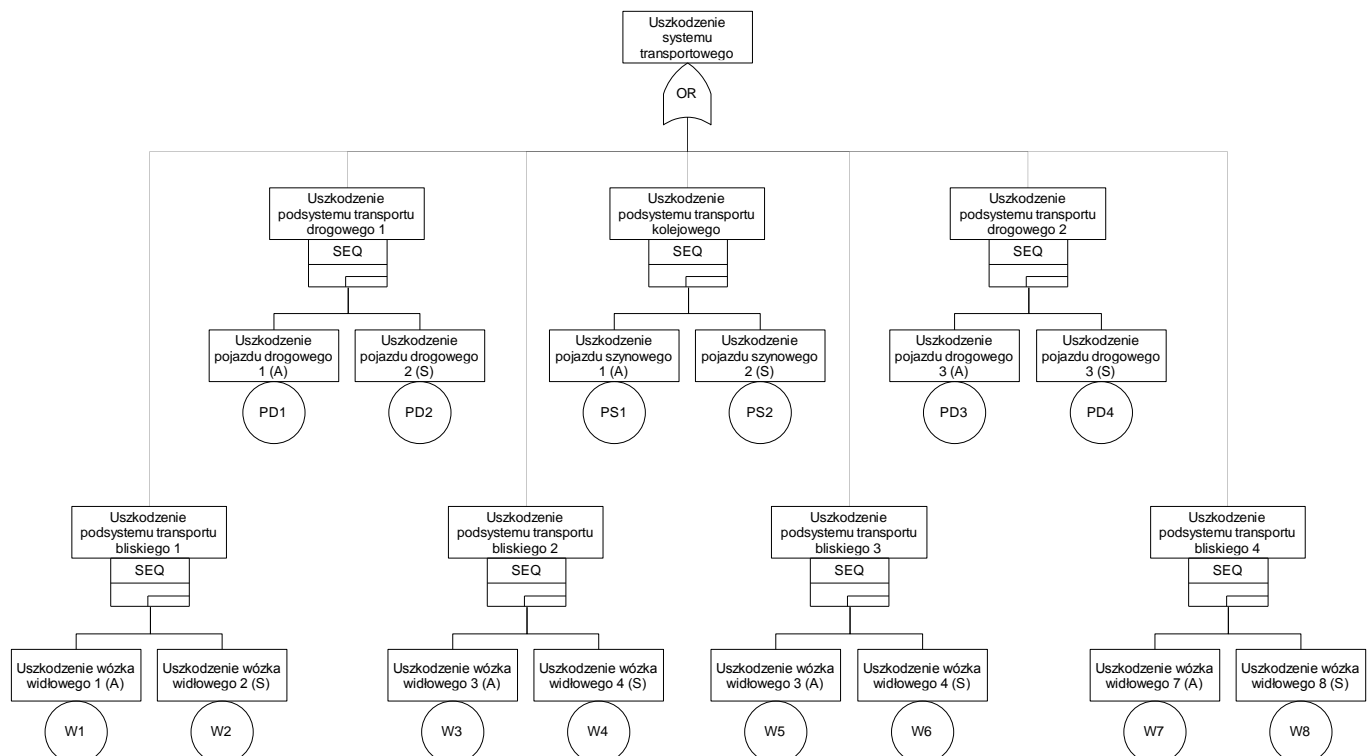 Uszkodzenie
systemu
transportowego
OR
Uszkodzenie
podsystemu transportu
drogowego 1
SEQ
Uszkodzenie
podsystemu transportu
kolejowego
SEQ
Uszkodzenie
podsystemu transportu
drogowego 2
SEQ
Uszkodzenie
pojazdu drogowego
1 (A)
Uszkodzenie
pojazdu drogowego
2 (S)
Uszkodzenie
pojazdu szynowego
1 (A)
Uszkodzenie
pojazdu szynowego
2 (S)
Uszkodzenie
pojazdu drogowego
3 (A)
Uszkodzenie
pojazdu drogowego
3 (S)
PD1
PD2
PS1
PS2
PD3
PD4
Uszkodzenie
podsystemu transportu
bliskiego 1
SEQ
Uszkodzenie
podsystemu transportu
bliskiego 2
SEQ
Uszkodzenie
podsystemu transportu
bliskiego 3
SEQ
Uszkodzenie
podsystemu transportu
bliskiego 4
SEQ
Uszkodzenie wózka
widłowego 1 (A)
Uszkodzenie wózka
widłowego 2 (S)
Uszkodzenie wózka
widłowego 3 (A)
Uszkodzenie wózka
widłowego 4 (S)
Uszkodzenie wózka
widłowego 3 (A)
Uszkodzenie wózka
widłowego 4 (S)
Uszkodzenie wózka
widłowego 7 (A)
Uszkodzenie wózka
widłowego 8 (S)
W1
W2
W3
W4
W5
W6
W7
W8